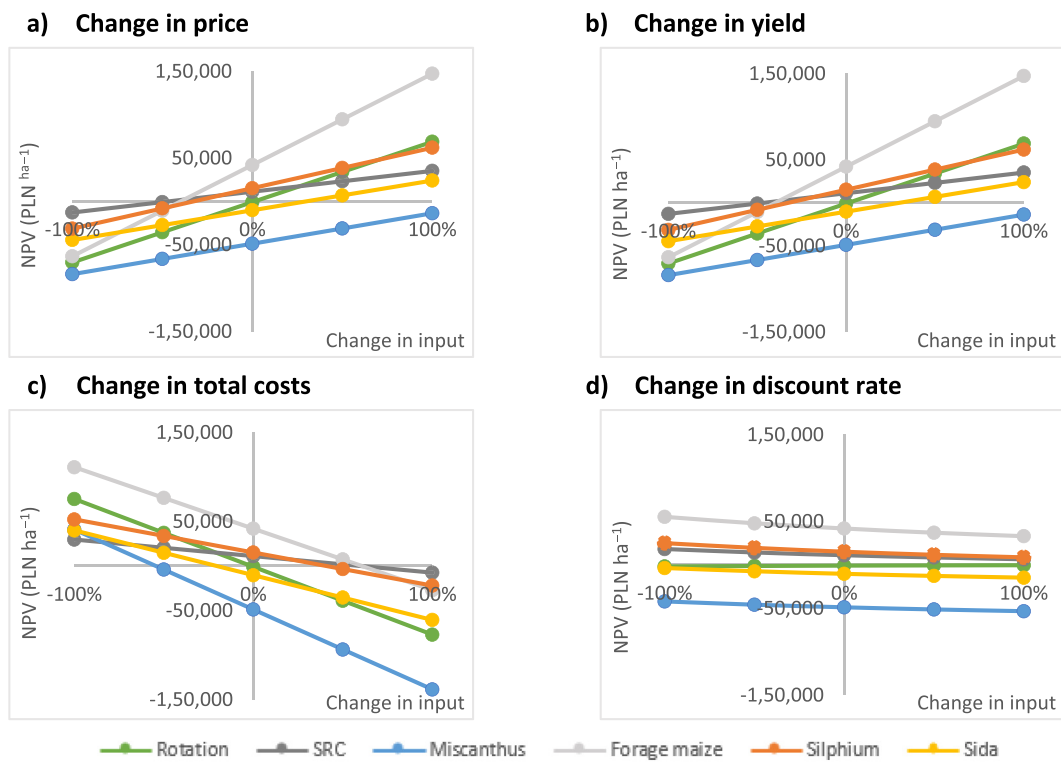 a) Change in price
1,50,000
50,000
-100% 0% 100%
-50,000
-1,50,000
NPV (PLN ha−1)
Change in input
b) Change in yield
1,50,000
50,000
-100% 0% 100%
-50,000
-1,50,000
NPV (PLN ha−1)
Change in input
c) Change in total costs
1,50,000
50,000
-100% 0% 100%
-50,000
-1,50,000
NPV (PLN ha−1)
Change in input
d) Change in discount rate
1,50,000
50,000
-100% 0% 100%
-50,000
-1,50,000
NPV (PLN ha−1)
Change in input
Rotation SRC Miscanthus Forage maize Silphium Sida